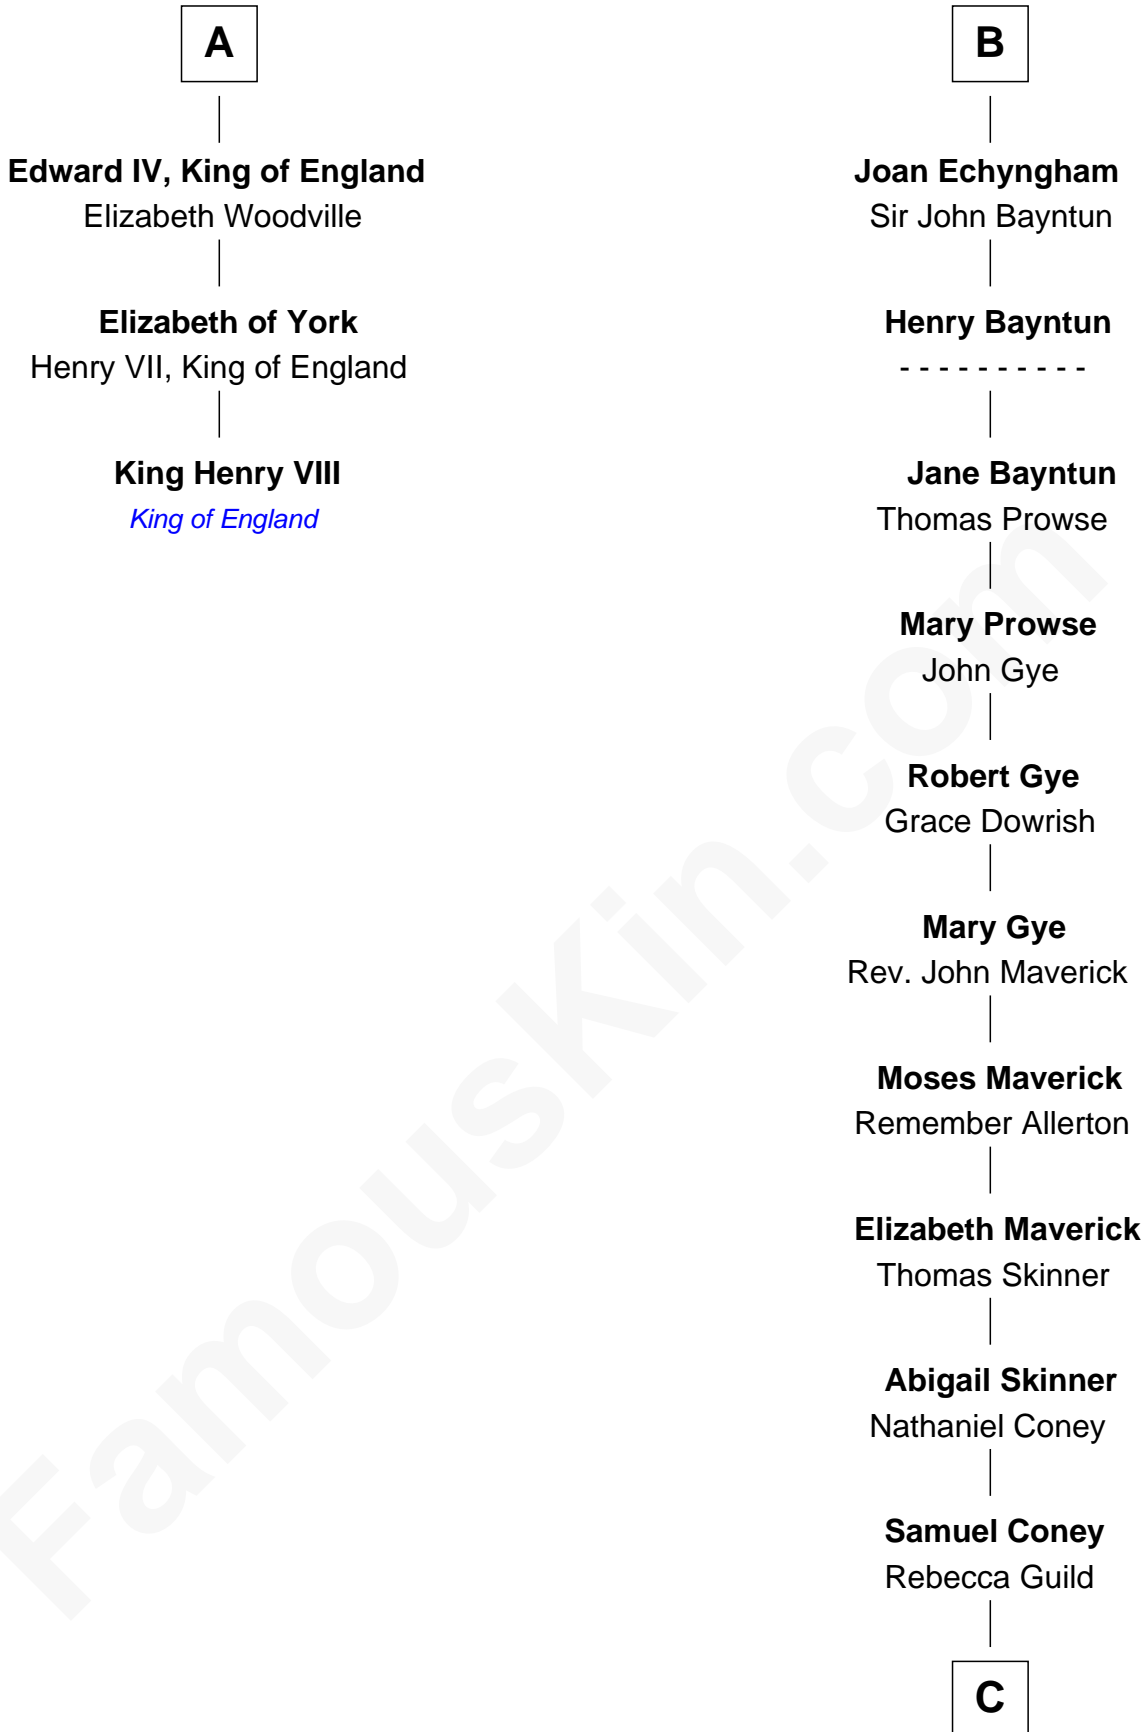 A
Edward IV, King of England
Elizabeth Woodville
Elizabeth of York
Henry VII, King of England
King Henry VIII
King of England
B
Joan Echyngham
Sir John Bayntun
Henry Bayntun
- - - - - - - - - -
Jane Bayntun
Thomas Prowse
Mary Prowse
John Gye
Robert Gye
Grace Dowrish
Mary Gye
Rev. John Maverick
Moses Maverick
Remember Allerton
Elizabeth Maverick
Thomas Skinner
Abigail Skinner
Nathaniel Coney
Samuel Coney
Rebecca Guild
C
FamousKin.com